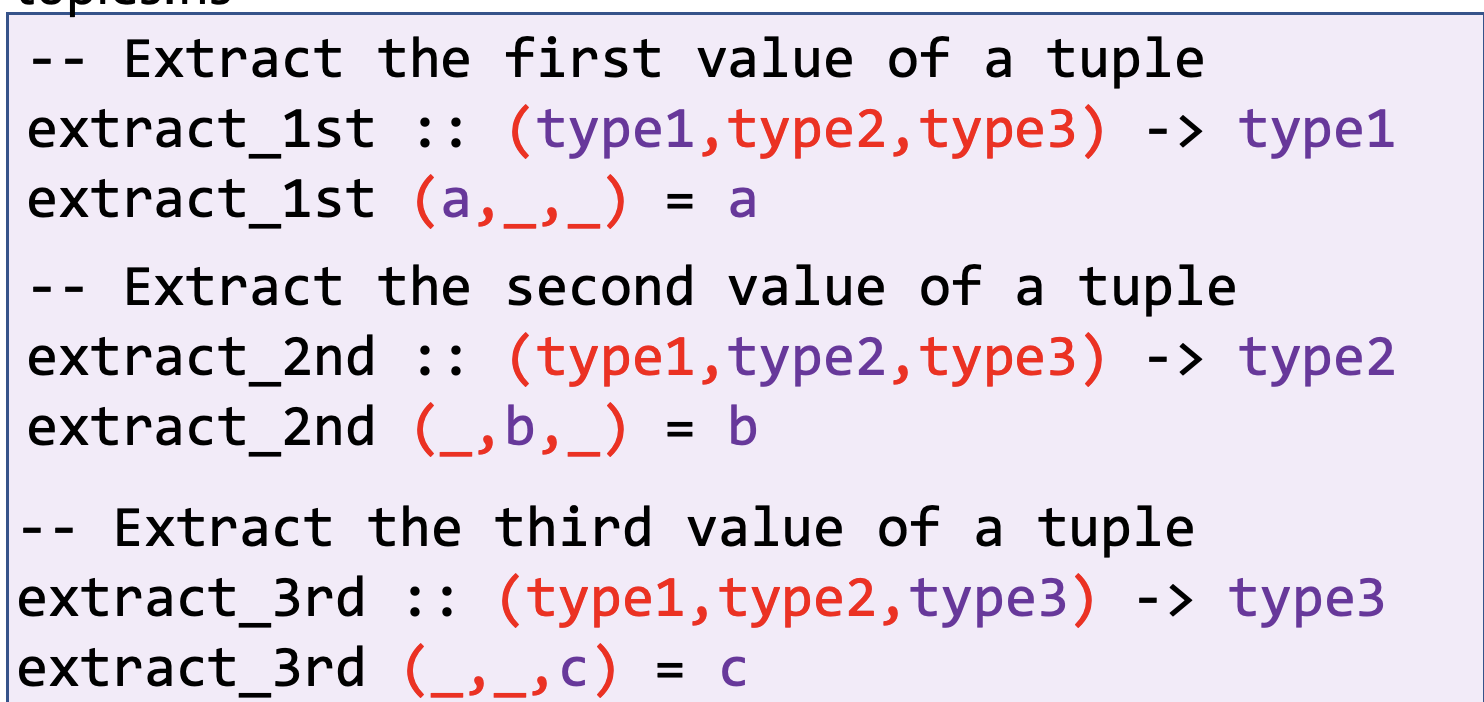 -- Extract the first value of a tuple
extract_1st :: (type1,type2,type3) -> type1
extract_1st (a,_,_) = a
-- Extract the second value of a tuple
extract_2nd :: (type1,type2,type3) -> type2
extract_2nd (_,b,_) = b
-- Extract the third value of a tuple
extract_3rd :: (type1,type2,type3) -> type3
extract_3rd (_,_,c) = c